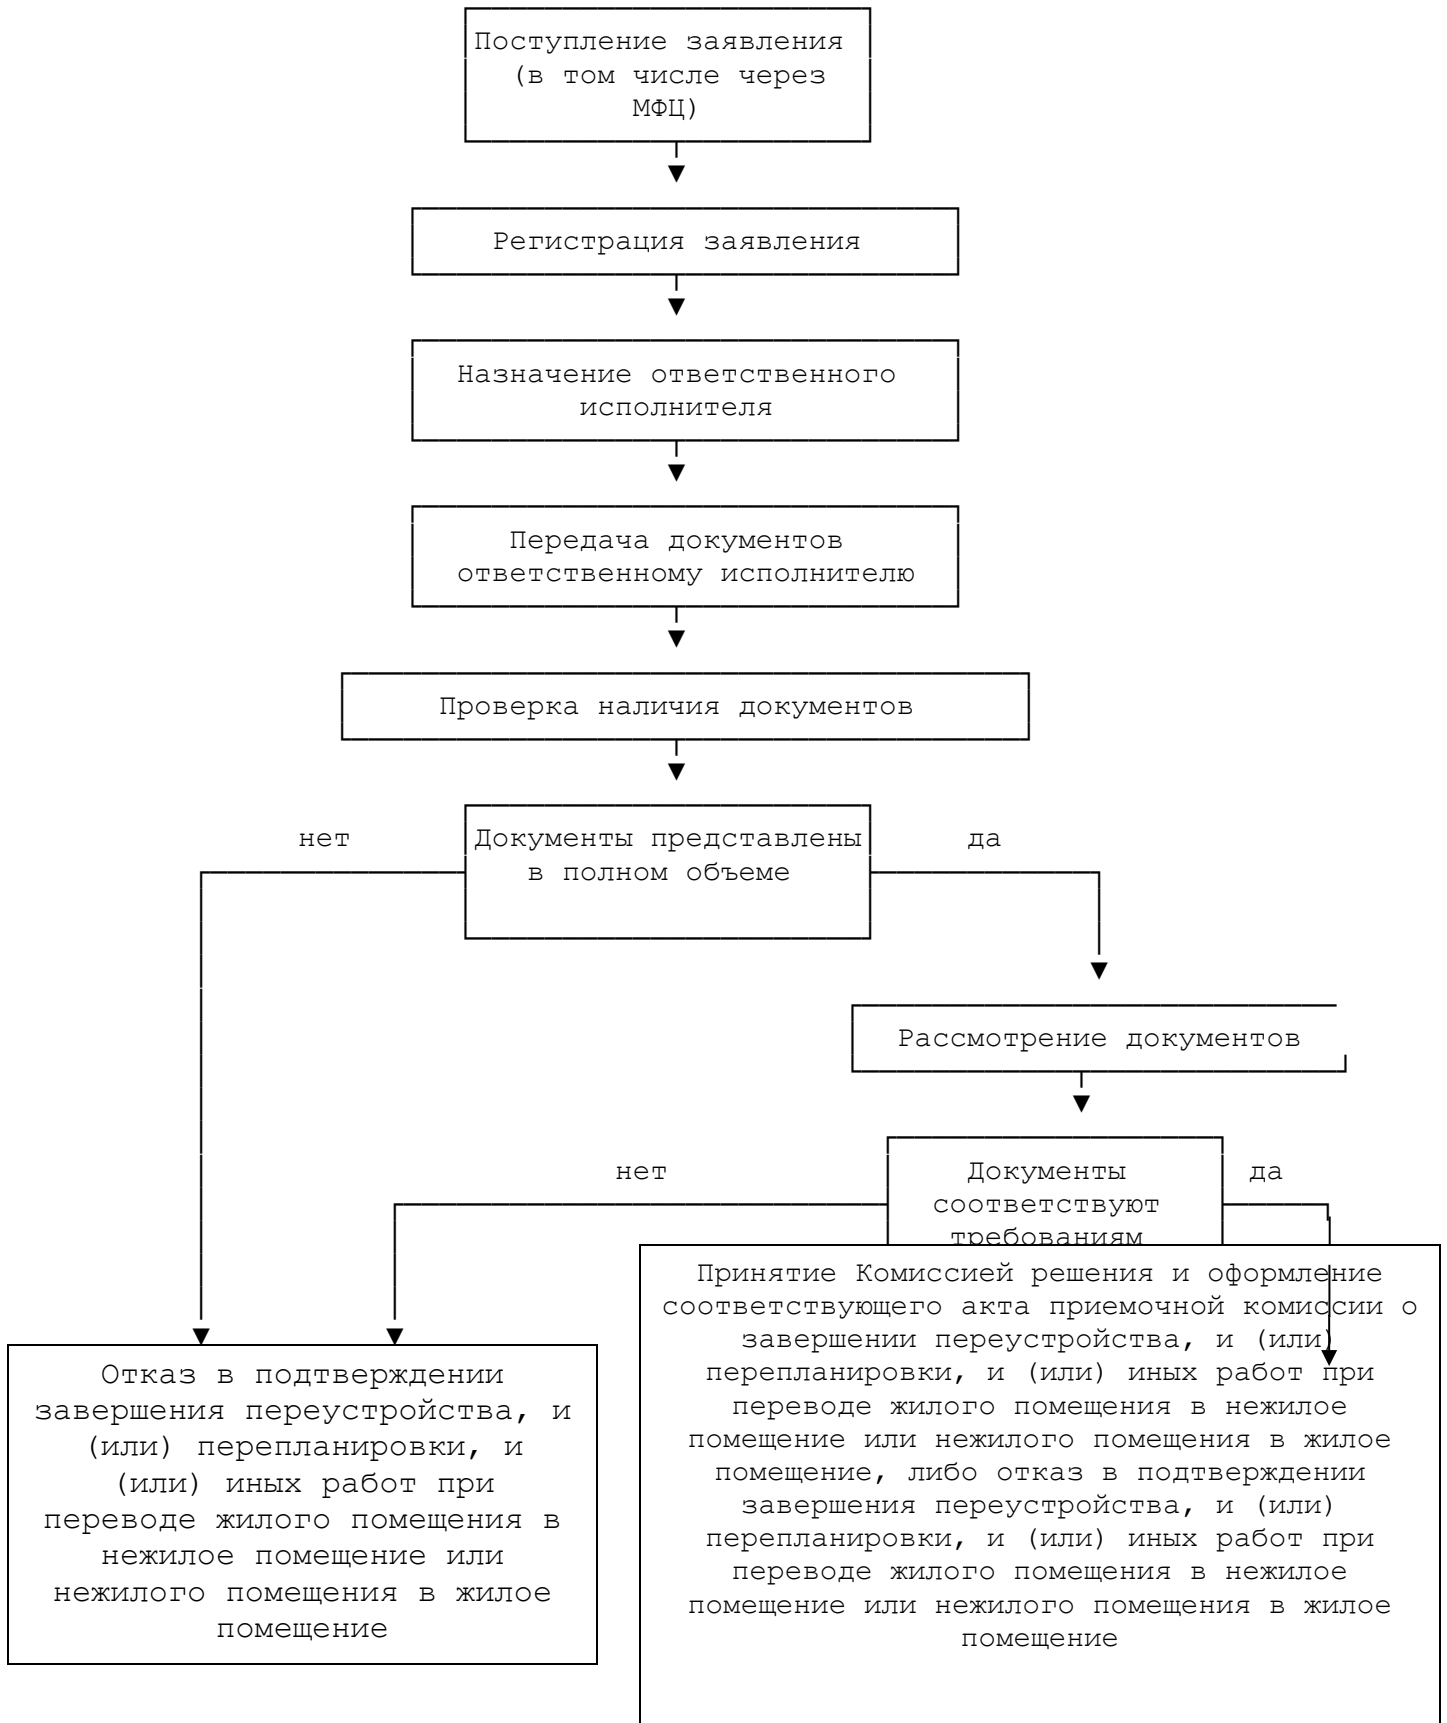 Поступление заявления
(в том числе через
МФЦ)
Регистрация заявления
Назначение ответственного
исполнителя
Передача документов
ответственному исполнителю
Проверка наличия документов
нет
Документы представлены
в полном объеме
да
Рассмотрение документов
нет
Документы
соответствуют
требованиям
да
Отказ в подтверждении
завершения переустройства, и
(или) перепланировки, и
(или) иных работ при
переводе жилого помещения в
нежилое помещение или
нежилого помещения в жилое
помещение
Принятие Комиссией решения и оформление
соответствующего акта приемочной комиссии о
завершении переустройства, и (или)
перепланировки, и (или) иных работ при
переводе жилого помещения в нежилое
помещение или нежилого помещения в жилое
помещение, либо отказ в подтверждении
завершения переустройства, и (или)
перепланировки, и (или) иных работ при
переводе жилого помещения в нежилое
помещение или нежилого помещения в жилое
помещение